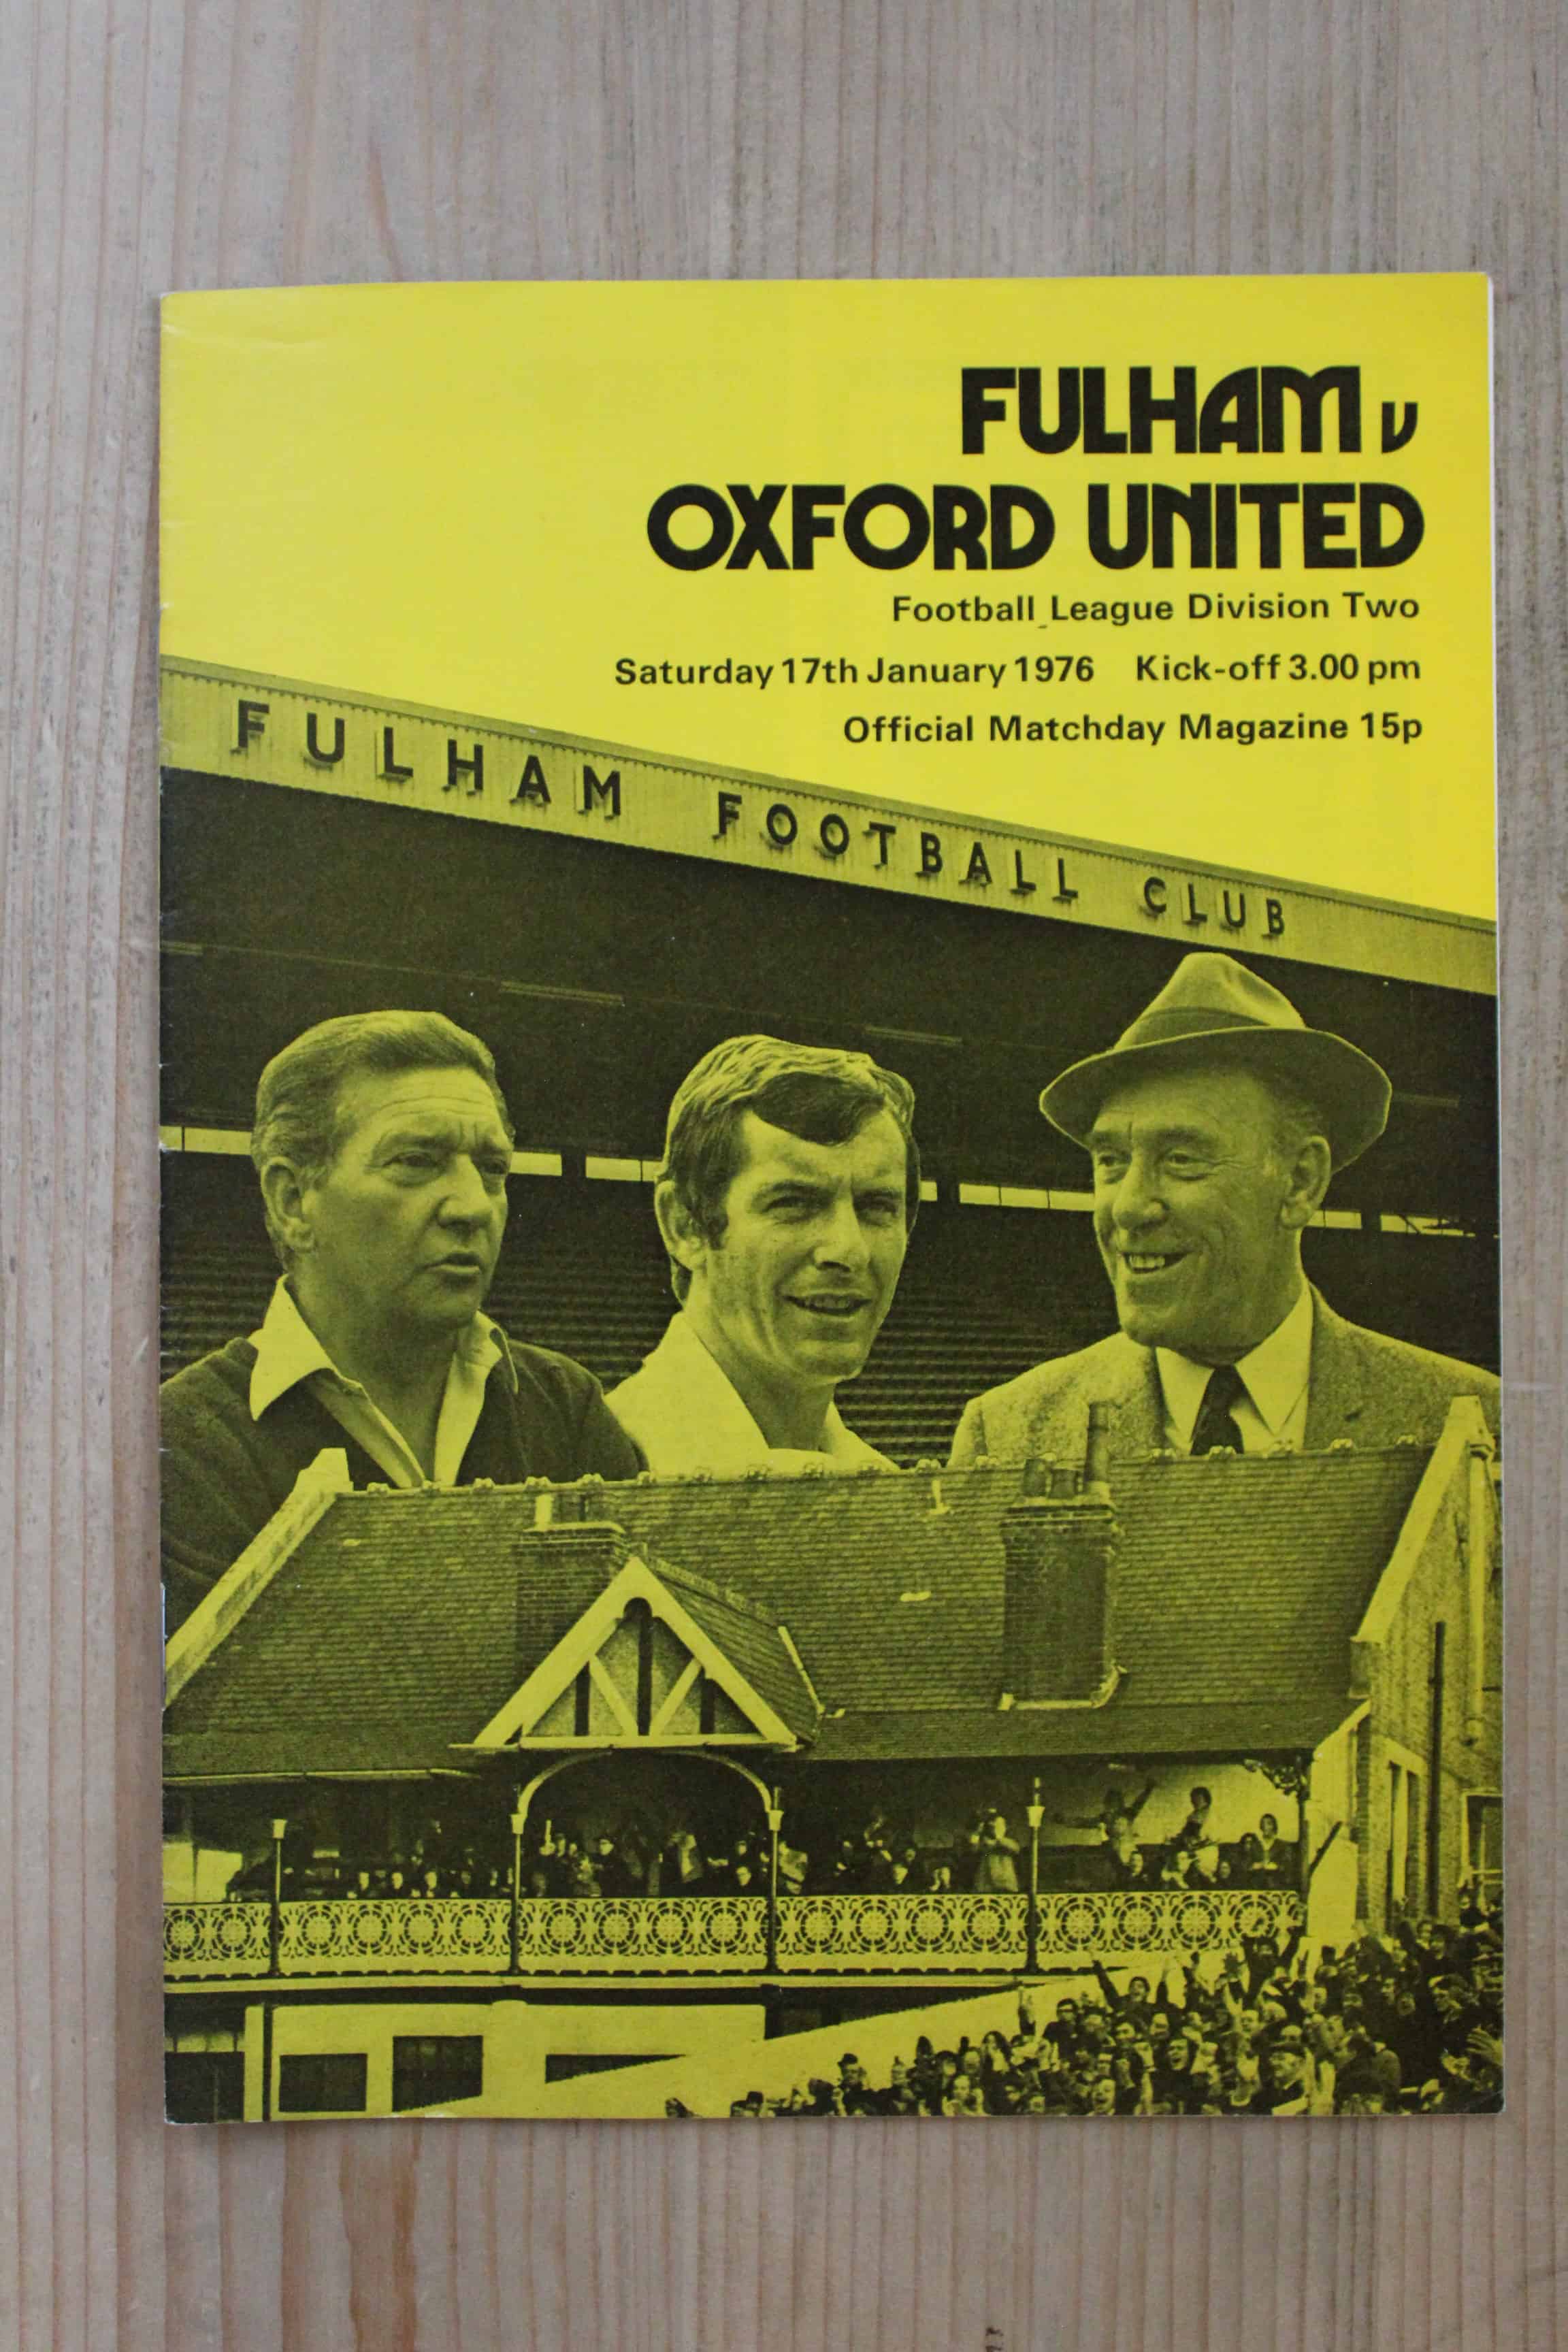 FULHAM v
OXFORD UNITED
Football League Division Two
Saturday 17th January 1976 Kick-off 3.00 pm
Official Matchday Magazine 15p
FULHAM FOOTBALL CLUB